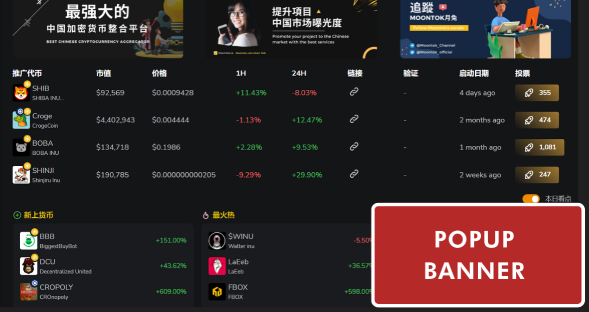 最强大的
中国加密货币整合平台
BEST CHINESE CRYPTOCURRENCY AGGREGATOR
提升项目
中国市场曝光度
Promote your project to the Chinese
market with the best services
追蹤
MOONTOK月兔
@Moontok_Channel
@Moontok_official
推广代币 市值 价格 1H 24H 链接 验证 启动日期 投票
SHIB
SHIBA INU... $92,569 $0.0009428 +11.43% -8.03% - 4 days ago 355
Croge
CrogeCoin $4,402,943 $0.004444 -1.13% +12.47% - 2 months ago 474
BOBA
BOBA INU $134,718 $0.1986 +2.28% +9.53% - 1 month ago 1,081
SHINJI
Shinjiru Inu $190,785 $0.000000000205 -9.29% +29.90% - 2 weeks ago 247
本日看点
新上货币
BBB
BiggestBuyBot +151.00%
DCU
Decentralized United +43.62%
CROPOLY
CROnopoly +609.00%
最火热
$WINU
Walter inu -5.50%
LaEeb
LaEeb +36.57%
FBOX
FBOX +598.00%
POPUP
BANNER